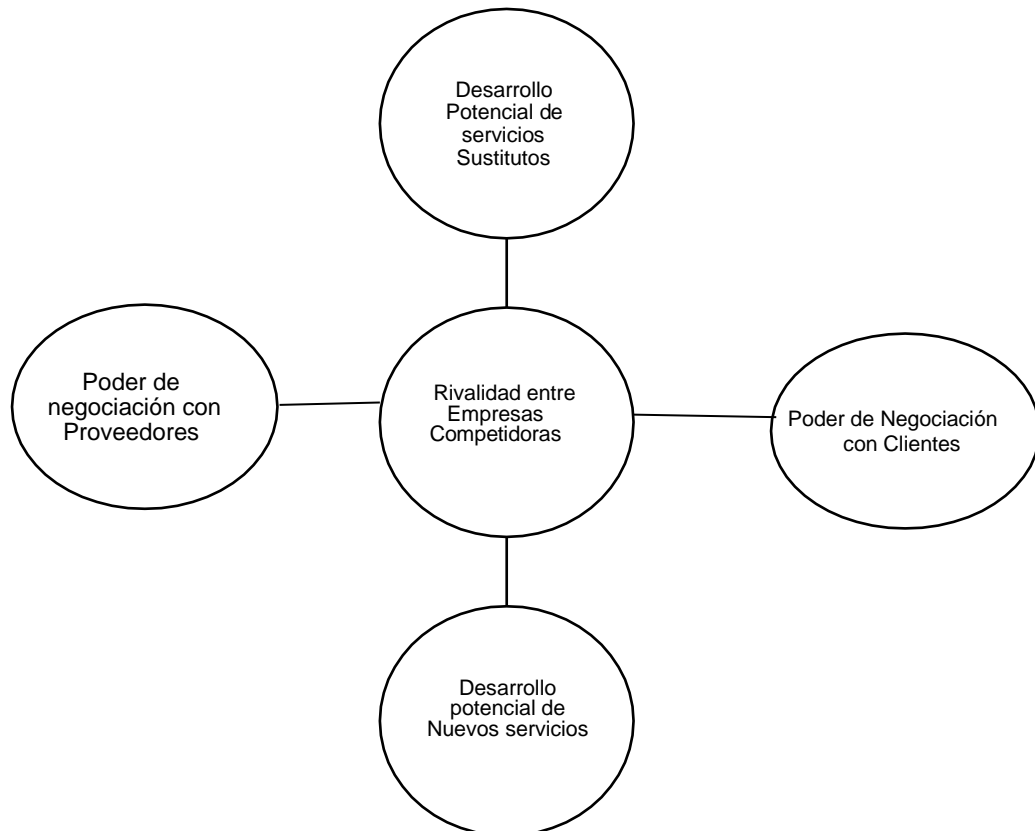 Desarrollo
Potencial de
servicios
Sustitutos
Poder de
negociación con
Proveedores
Rivalidad entre
Empresas
Competidoras
Poder de Negociación
con Clientes
Desarrollo
potencial de
Nuevos servicios